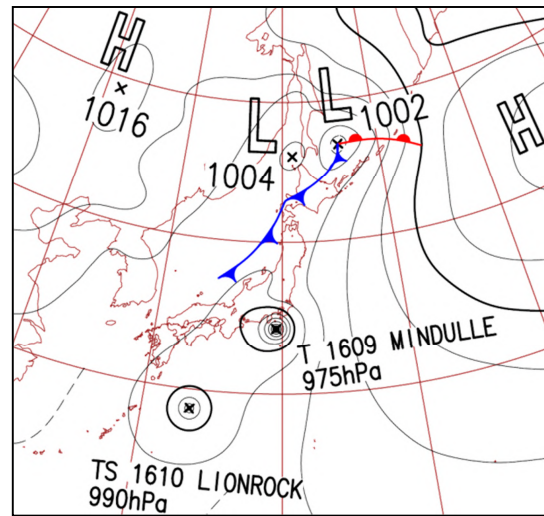 H
1016
L
1004
L
1002
H
T 1609 MINDULLE
975hPa
TS 1610 LIONROCK
990hPa